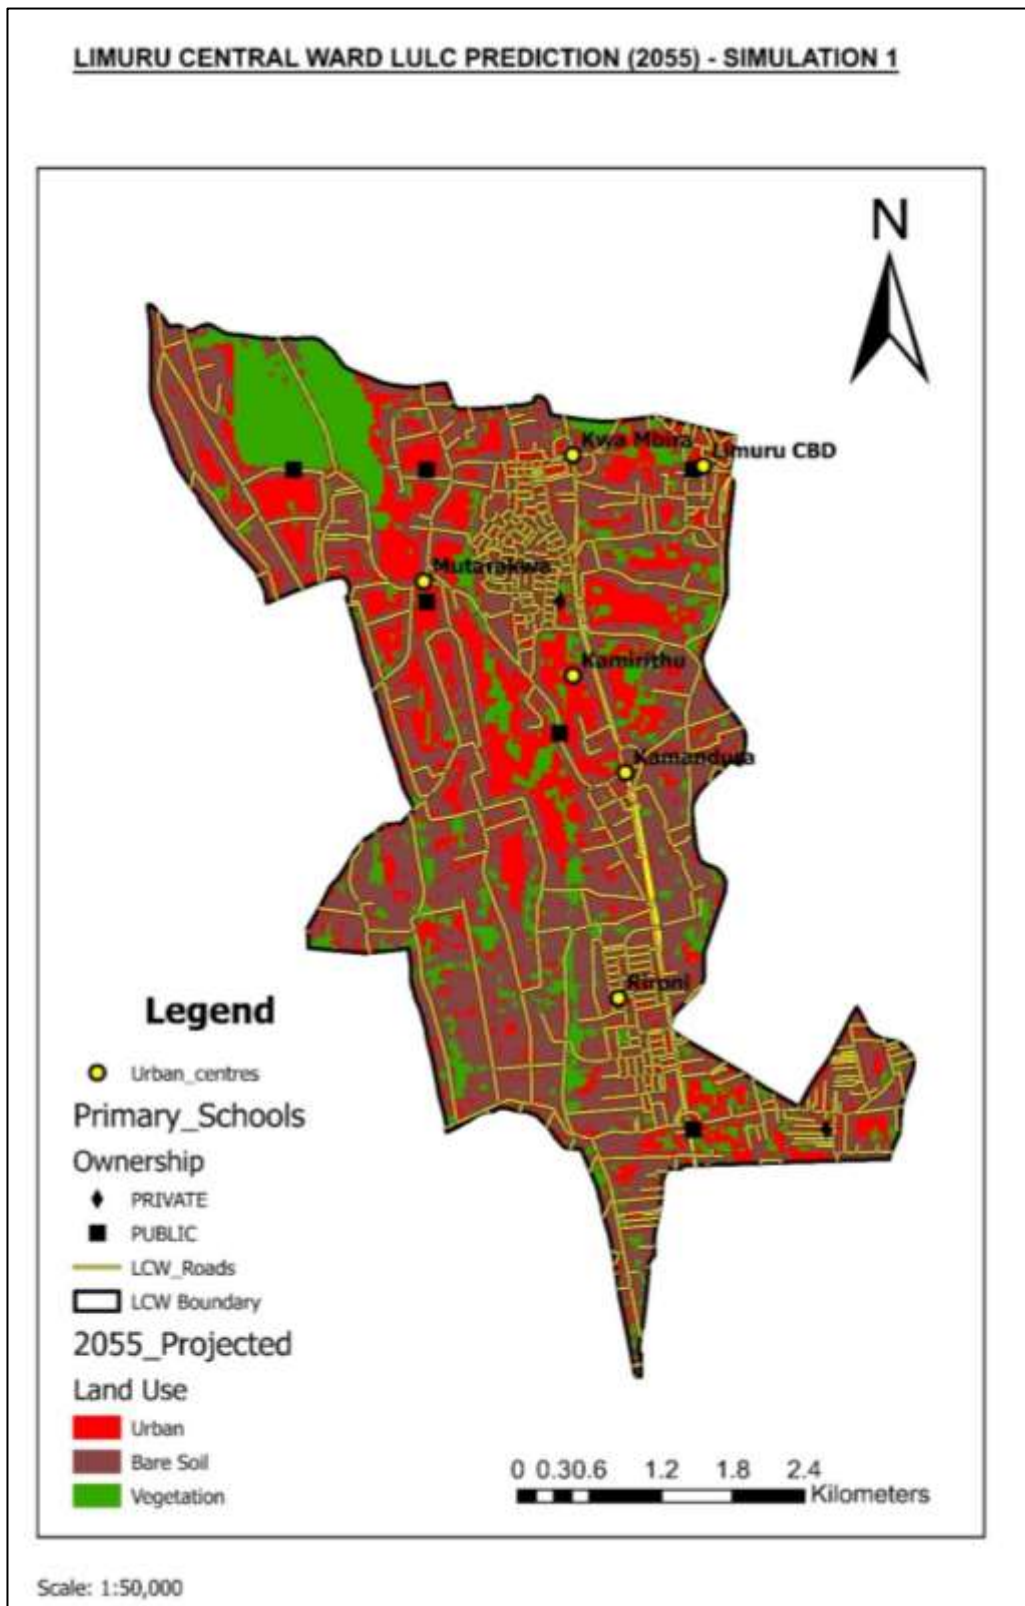 LIMURU CENTRAL WARD LULC PREDICTION (2055) - SIMULATION 1
N
Kwa Mbira
Limuru CBD
Mutarakwa
Kamirithu
Kamandura
Rironi
Legend
Urban_centres
Primary_Schools
Ownership
PRIVATE
PUBLIC
LCW_Roads
LCW Boundary
2055_Projected
Land Use
Urban
Bare Soil
Vegetation
0 0.30.6 1.2 1.8 2.4
Kilometers
Scale: 1:50,000